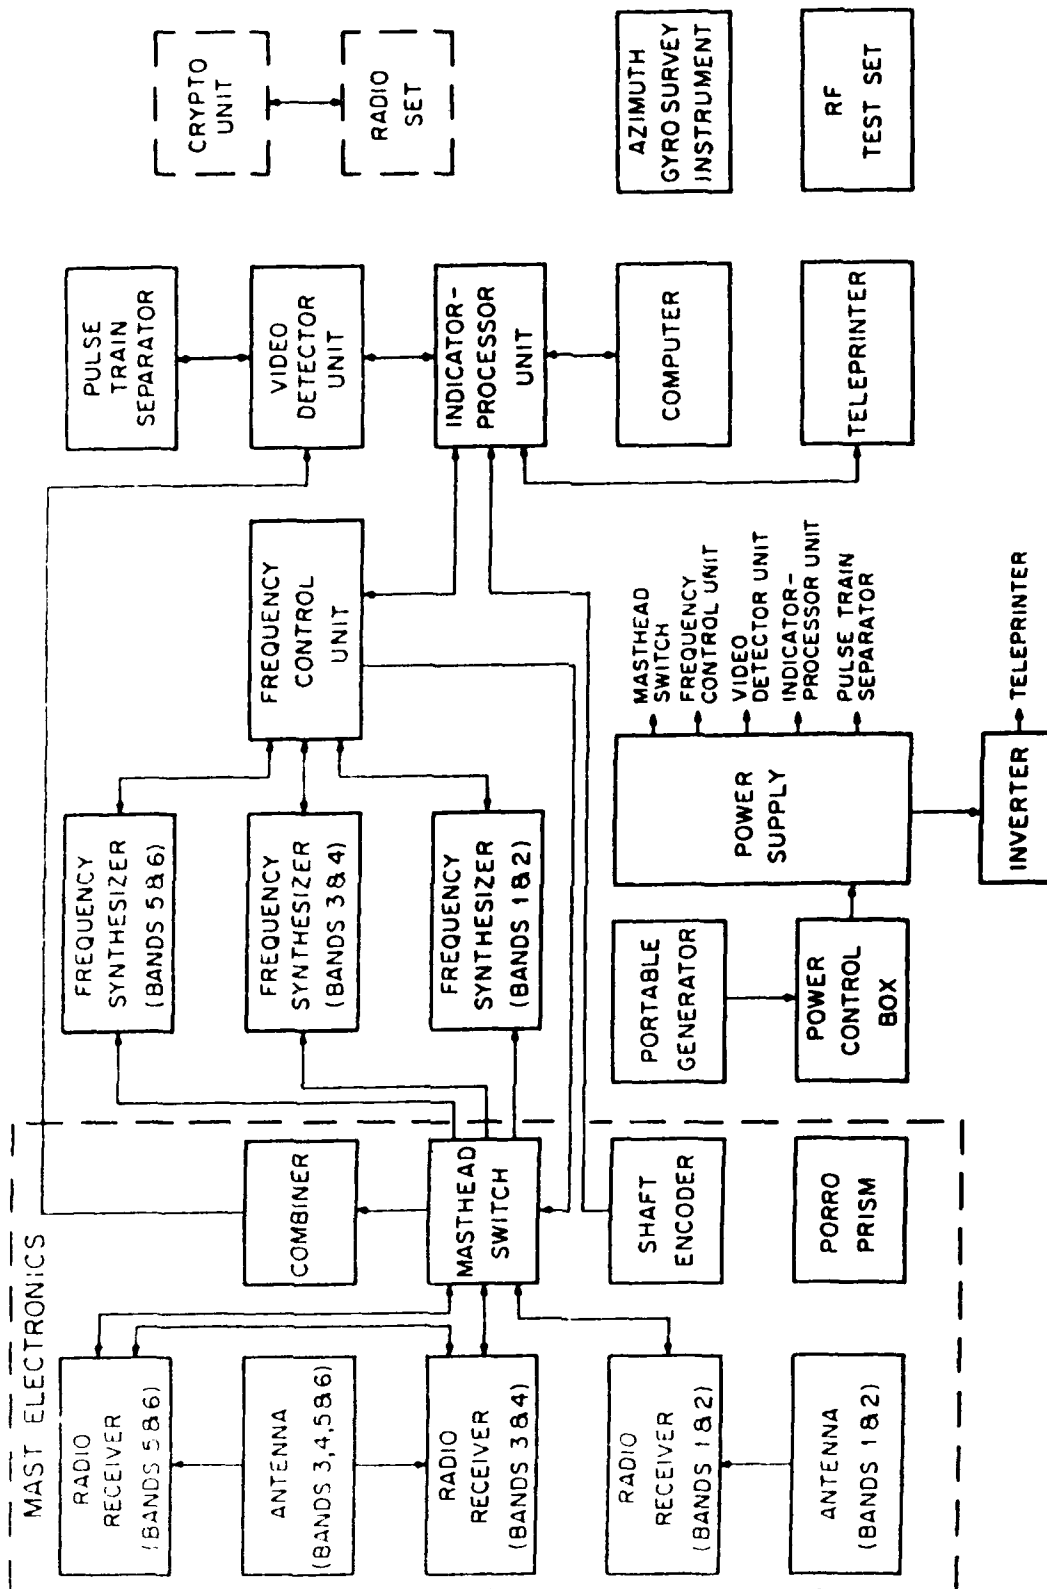 MAST ELECTRONICS
RADIO
RECEIVER
(BANDS 5&6)
ANTENNA
(BANDS 3,4,5&6)
RADIO
RECEIVER
(BANDS 3&4)
RADIO
RECEIVER
(BANDS 1&2)
ANTENNA
(BANDS 1&2)
COMBINER
MASTHEAD
SWITCH
SHAFT
ENCODER
PORRO
PRISM
FREQUENCY
SYNTHESIZER
(BANDS 5&6)
FREQUENCY
SYNTHESIZER
(BANDS 3&4)
FREQUENCY
SYNTHESIZER
(BANDS 1&2)
PORTABLE
GENERATOR
POWER
CONTROL
BOX
FREQUENCY
CONTROL
UNIT
POWER
SUPPLY
INVERTER
MASTHEAD
SWITCH
FREQUENCY
CONTROL UNIT
VIDEO
DETECTOR UNIT
INDICATOR-
PROCESSOR UNIT
PULSE TRAIN
SEPARATOR
TELEPRINTER
PULSE
TRAIN
SEPARATOR
VIDEO
DETECTOR
UNIT
INDICATOR-
PROCESSOR
UNIT
COMPUTER
TELEPRINTER
CRYPTO
UNIT
RADIO
SET
AZIMUTH
GYRO SURVEY
INSTRUMENT
RF
TEST SET